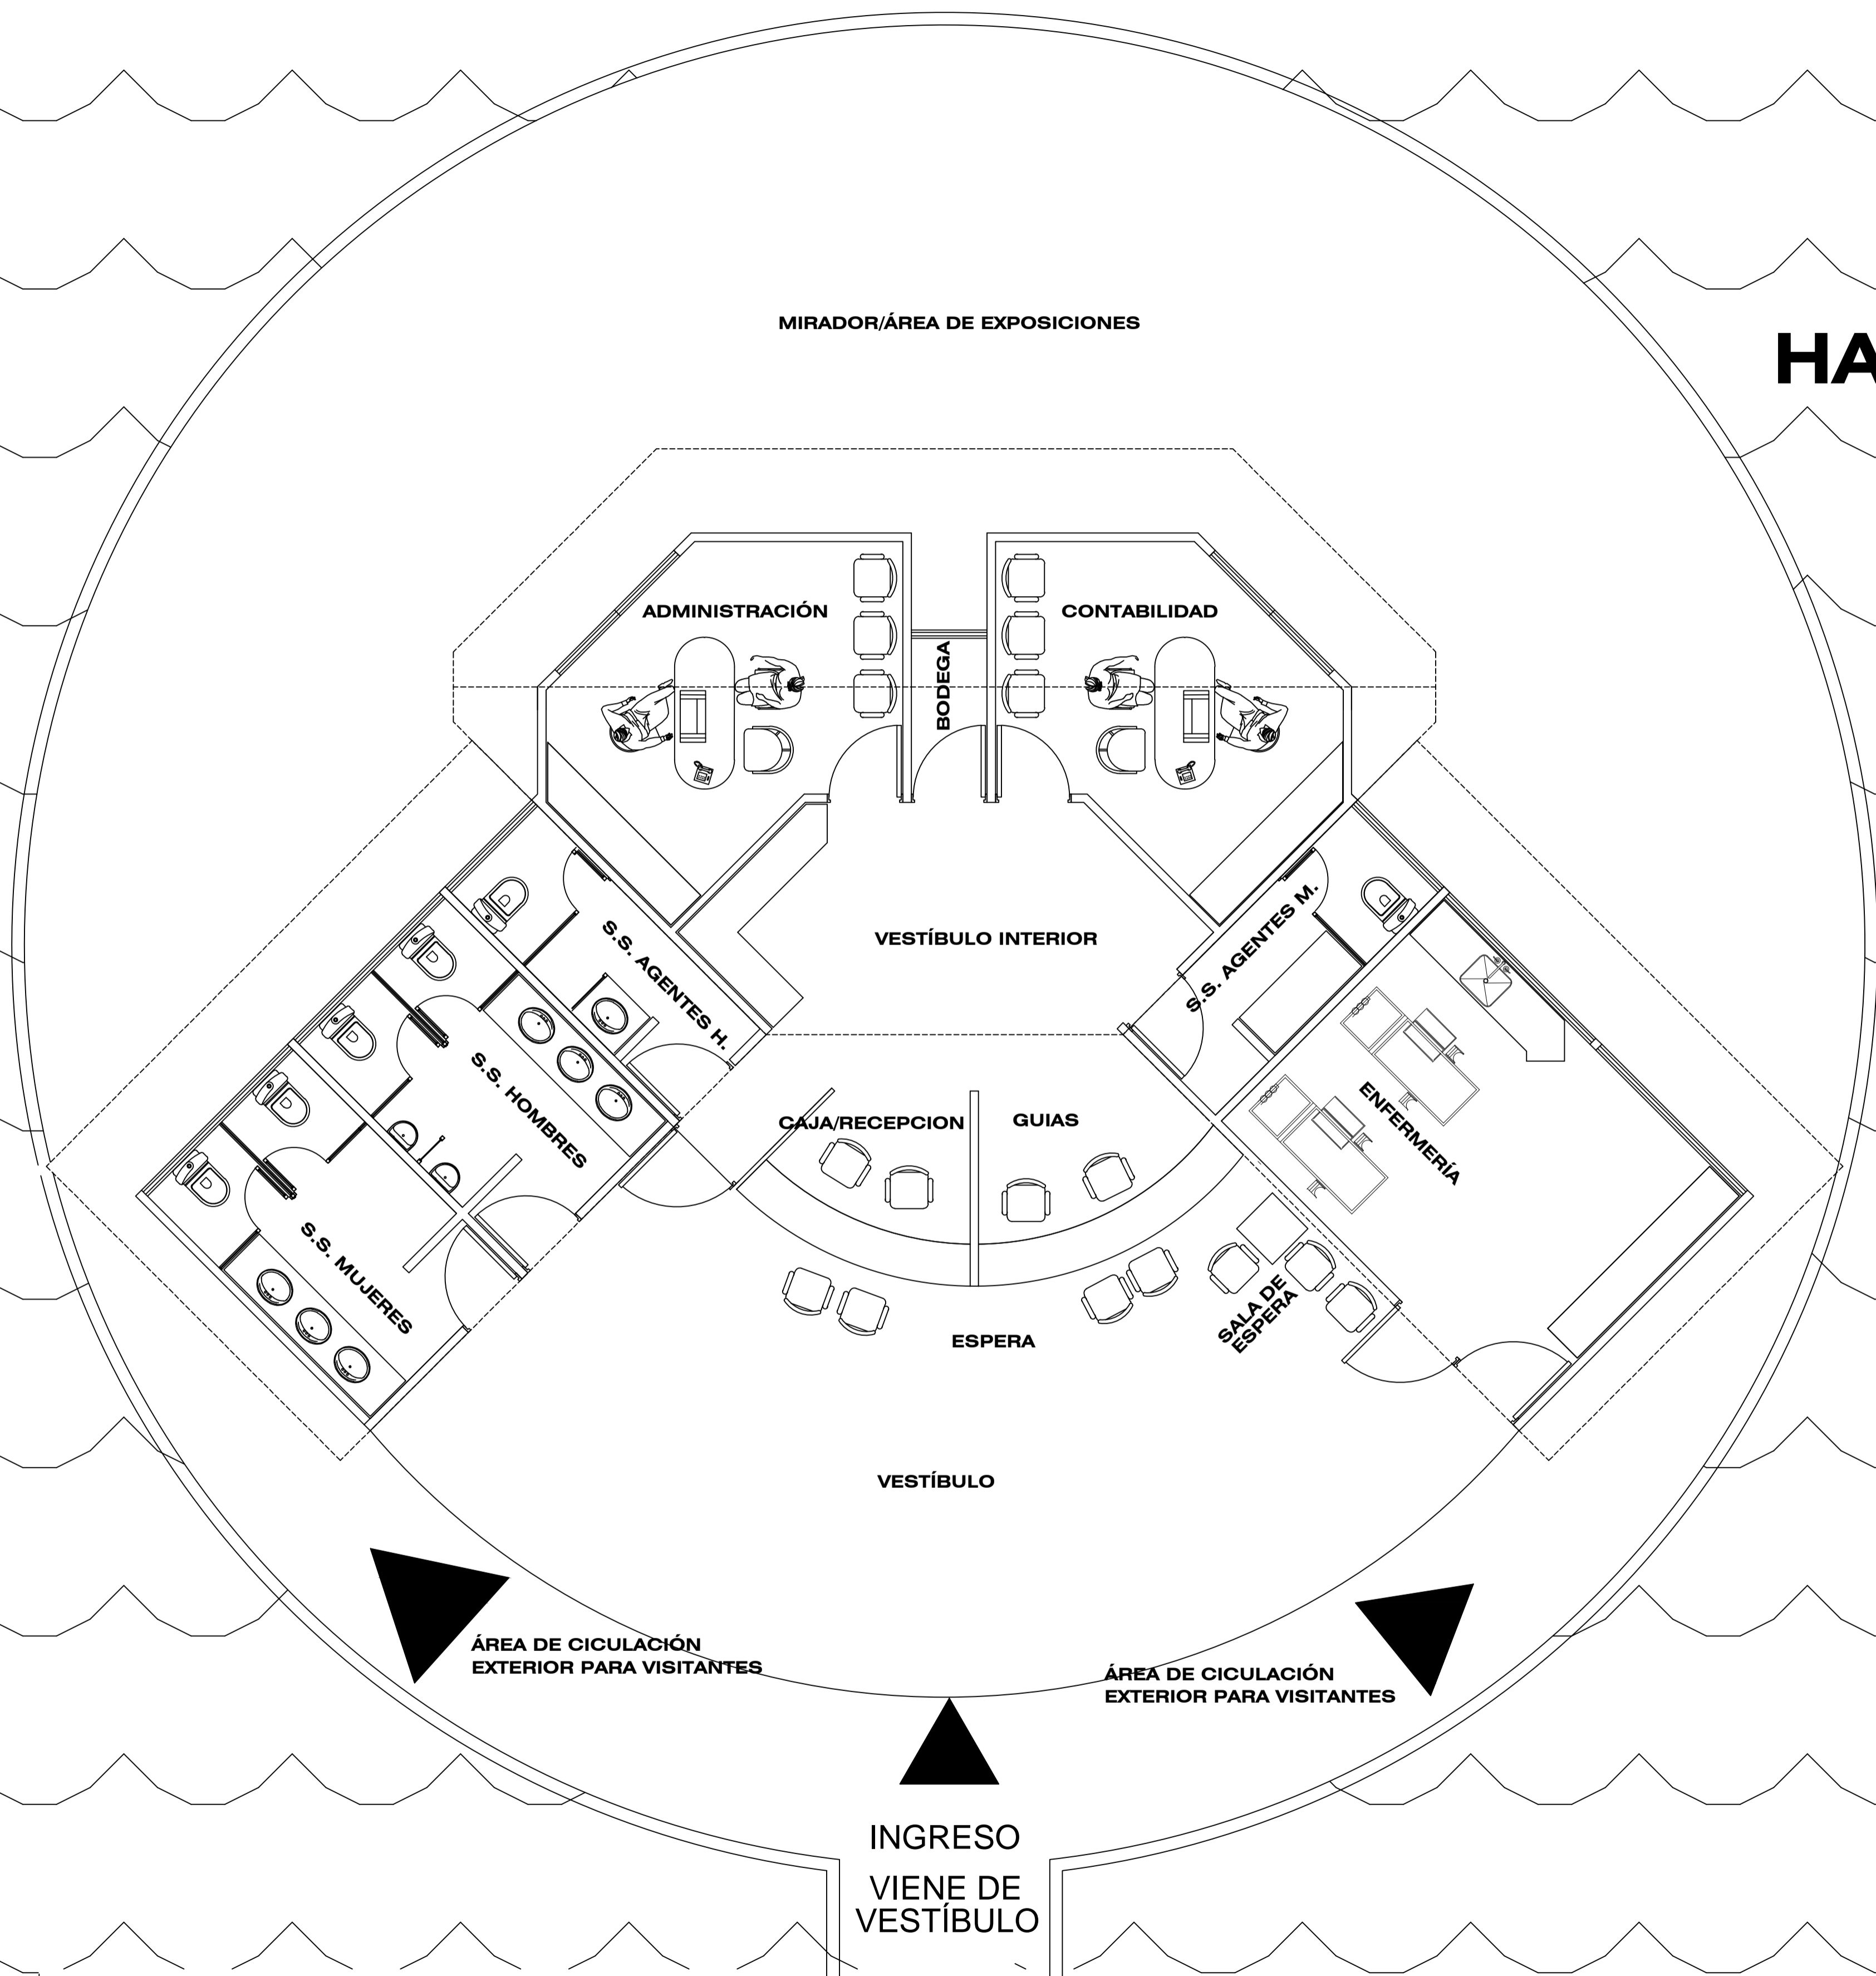 MIRADOR/ÁREA DE EXPOSICIONES
HA
ADMINISTRACIÓN
CONTABILIDAD
BODEGA
S.S. AGENTES H.
VESTÍBULO INTERIOR
S.S. AGENTES M.
S.S. HOMBRES
CAJA/RECEPCION
GUIAS
ENFERMERÍA
S.S. MUJERES
ESPERA
SALA DE
ESPERA
VESTÍBULO
ÁREA DE CICULACIÓN
EXTERIOR PARA VISITANTES
ÁREA DE CICULACIÓN
EXTERIOR PARA VISITANTES
INGRESO
VIENE DE
VESTÍBULO